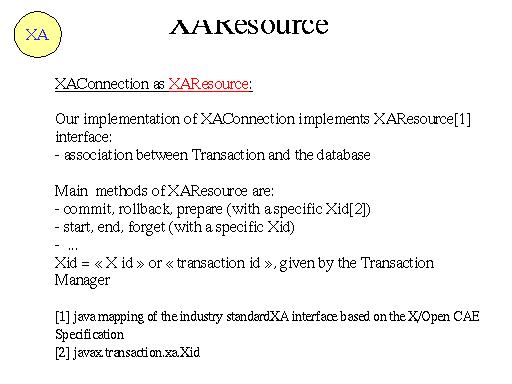 XAResource
XA
XAConnection as XAResource:
Our implementation of XAConnection implements XAResource[1]
interface:
- association between Transaction and the database
Main methods of XAResource are:
- commit, rollback, prepare (with a specific Xid[2])
- start, end, forget (with a specific Xid)
- ...
Xid = « X id » or « transaction id », given by the Transaction
Manager
[1] java mapping of the industry standardXA interface based on the X/Open CAE
Specification
[2] javax.transaction.xa.Xid